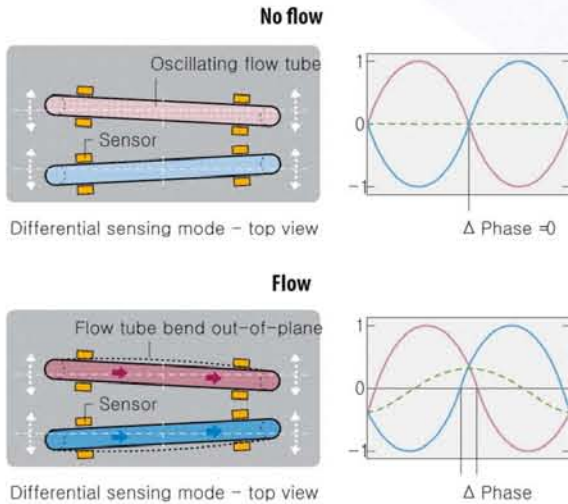 No flow
Oscillating flow tube
Sensor
1
0
-1
Differential sensing mode - top view
Δ Phase =0
Flow
Flow tube bend out-of-plane
Sensor
1
0
-1
Differential sensing mode - top view
Δ Phase